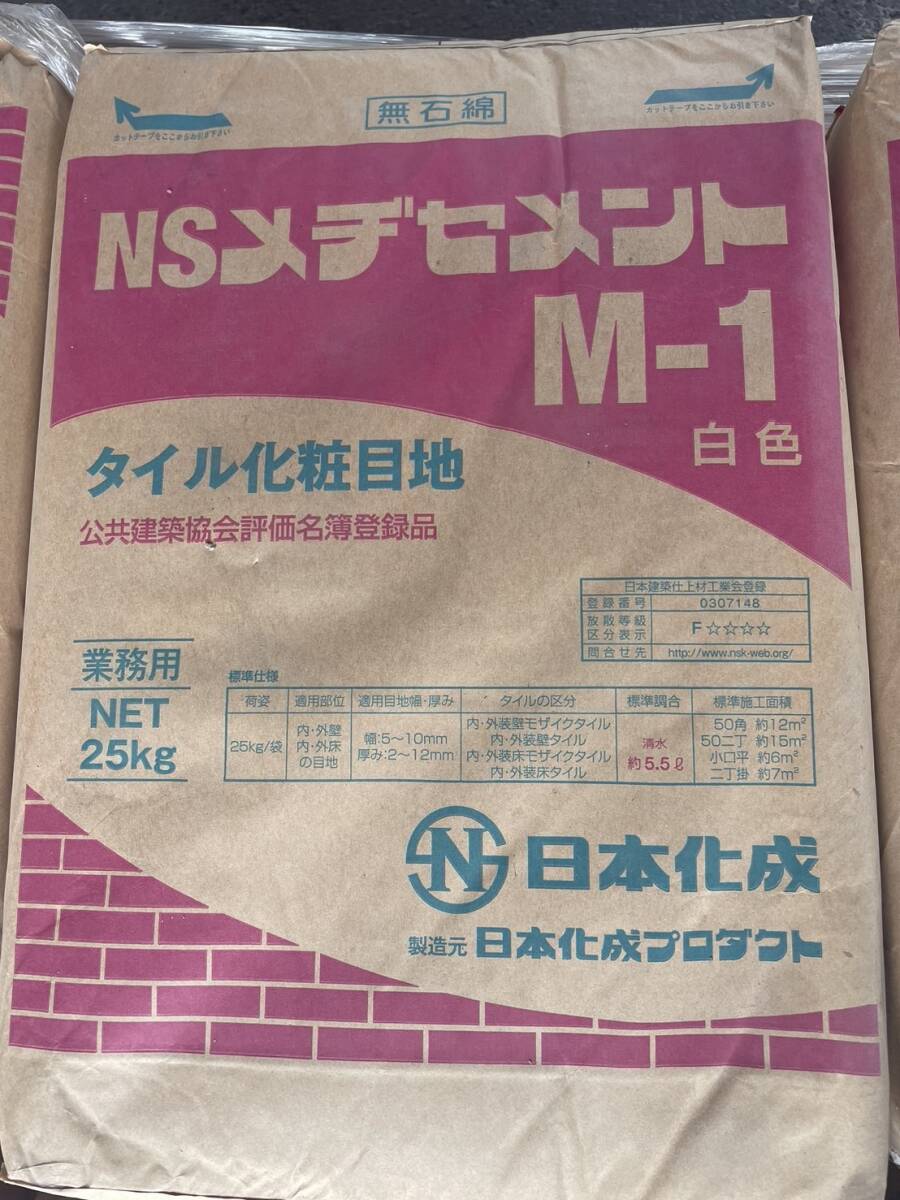 無石綿
カットテープをここからお引き下さい
カットテープをここからお引き下さい
NSメヂセメント
M-1
白色
タイル化粧目地
公共建築協会評価名簿登録品
日本建築仕上材工業会登録
登録番号 0307148
放散等級
区分表示 F☆☆☆☆
問合せ先 http://www.nsk-web.org/
業務用
NET
25kg
標準仕様
荷姿 適用部位 適用目地幅・厚み タイルの区分 標準調合 標準施工面積
25kg/袋
内・外壁
内・外床
の目地
幅:5〜10mm
厚み:2〜12mm
内・外装壁モザイクタイル
内・外装壁タイル
内・外装床モザイクタイル
内・外装床タイル
清水
約5.5ℓ
50角 約12m²
50二丁 約15m²
小口平 約6m²
二丁掛 約7m²
N 日本化成
製造元 日本化成プロダクト